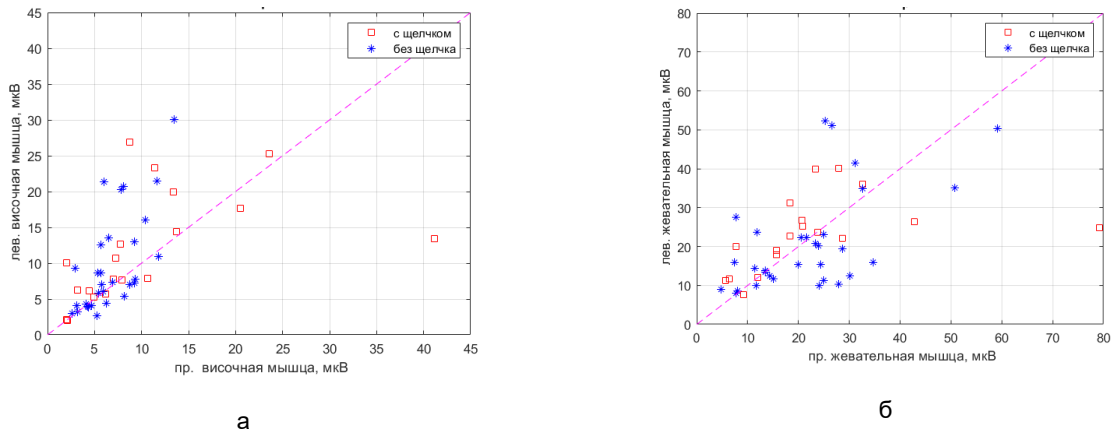 45
40
35
30
25
20
15
10
5
0
лев. височная мышца, мкВ
с щелчком
без щелчка
0 5 10 15 20 25 30 35 40 45
пр. височная мышца, мкВ
а
80
70
60
50
40
30
20
10
0
лев. жевательная мышца, мкВ
с щелчком
без щелчка
0 10 20 30 40 50 60 70 80
пр. жевательная мышца, мкВ
б